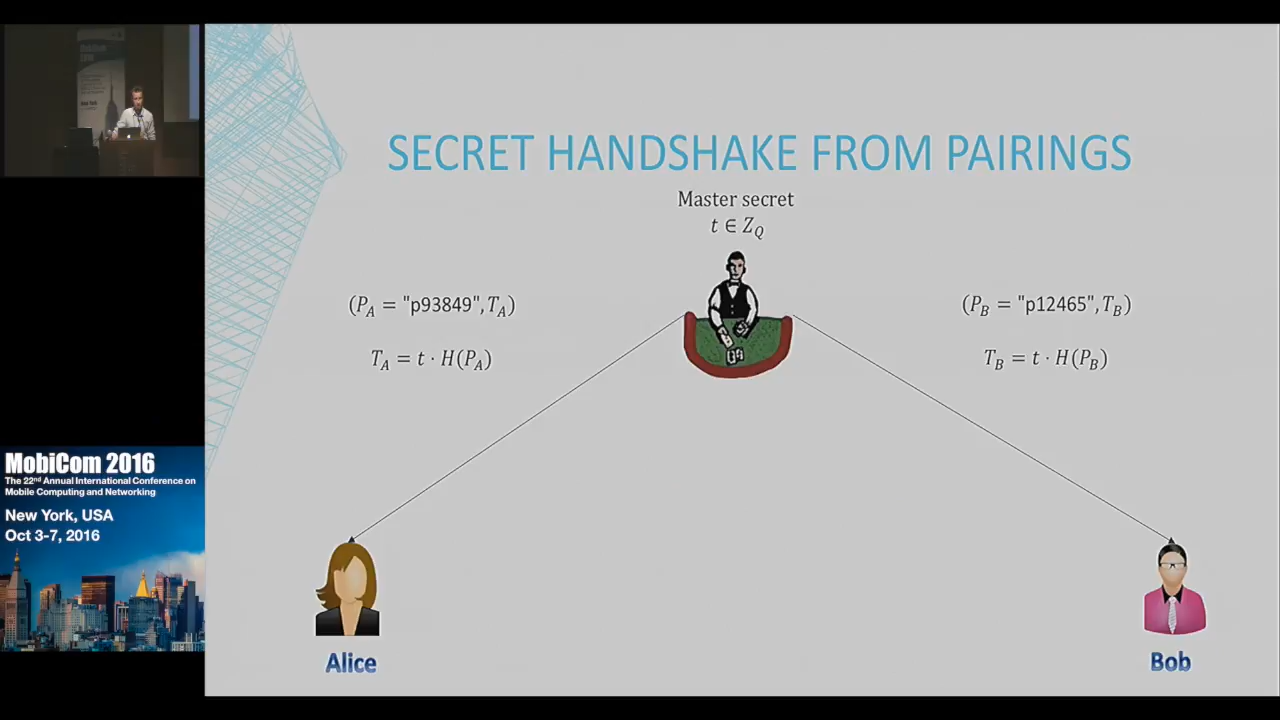 SECRET HANDSHAKE FROM PAIRINGS
Master secret
t ∈ Z_Q
(P_A = "p93849", T_A)
T_A = t · H(P_A)
(P_B = "p12465", T_B)
T_B = t · H(P_B)
Alice
Bob
MobiCom 2016
The 22nd Annual International Conference on
Mobile Computing and Networking
New York, USA
Oct 3-7, 2016